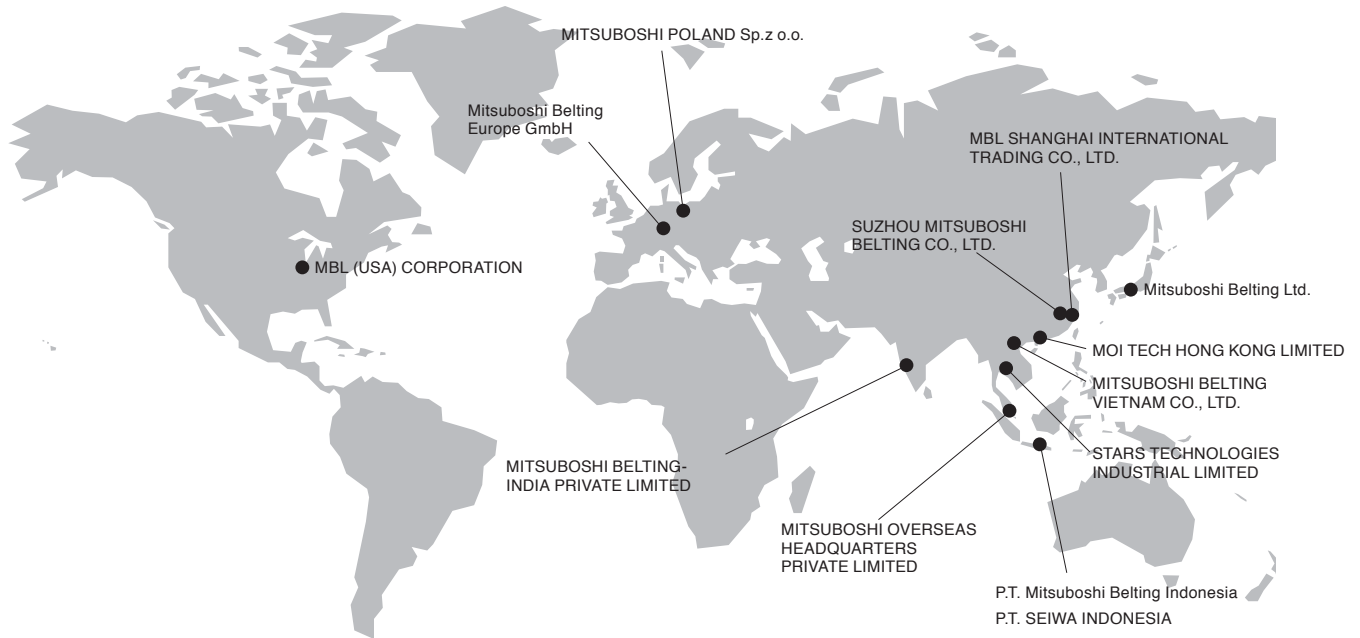 MITSUBOSHI POLAND Sp.z o.o.
Mitsuboshi Belting
Europe GmbH
MBL SHANGHAI INTERNATIONAL
TRADING CO., LTD.
SUZHOU MITSUBOSHI
BELTING CO., LTD.
MBL (USA) CORPORATION
Mitsuboshi Belting Ltd.
MOI TECH HONG KONG LIMITED
MITSUBOSHI BELTING
VIETNAM CO., LTD.
STARS TECHNOLOGIES
INDUSTRIAL LIMITED
MITSUBOSHI BELTING-
INDIA PRIVATE LIMITED
MITSUBOSHI OVERSEAS
HEADQUARTERS
PRIVATE LIMITED
P.T. Mitsuboshi Belting Indonesia
P.T. SEIWA INDONESIA